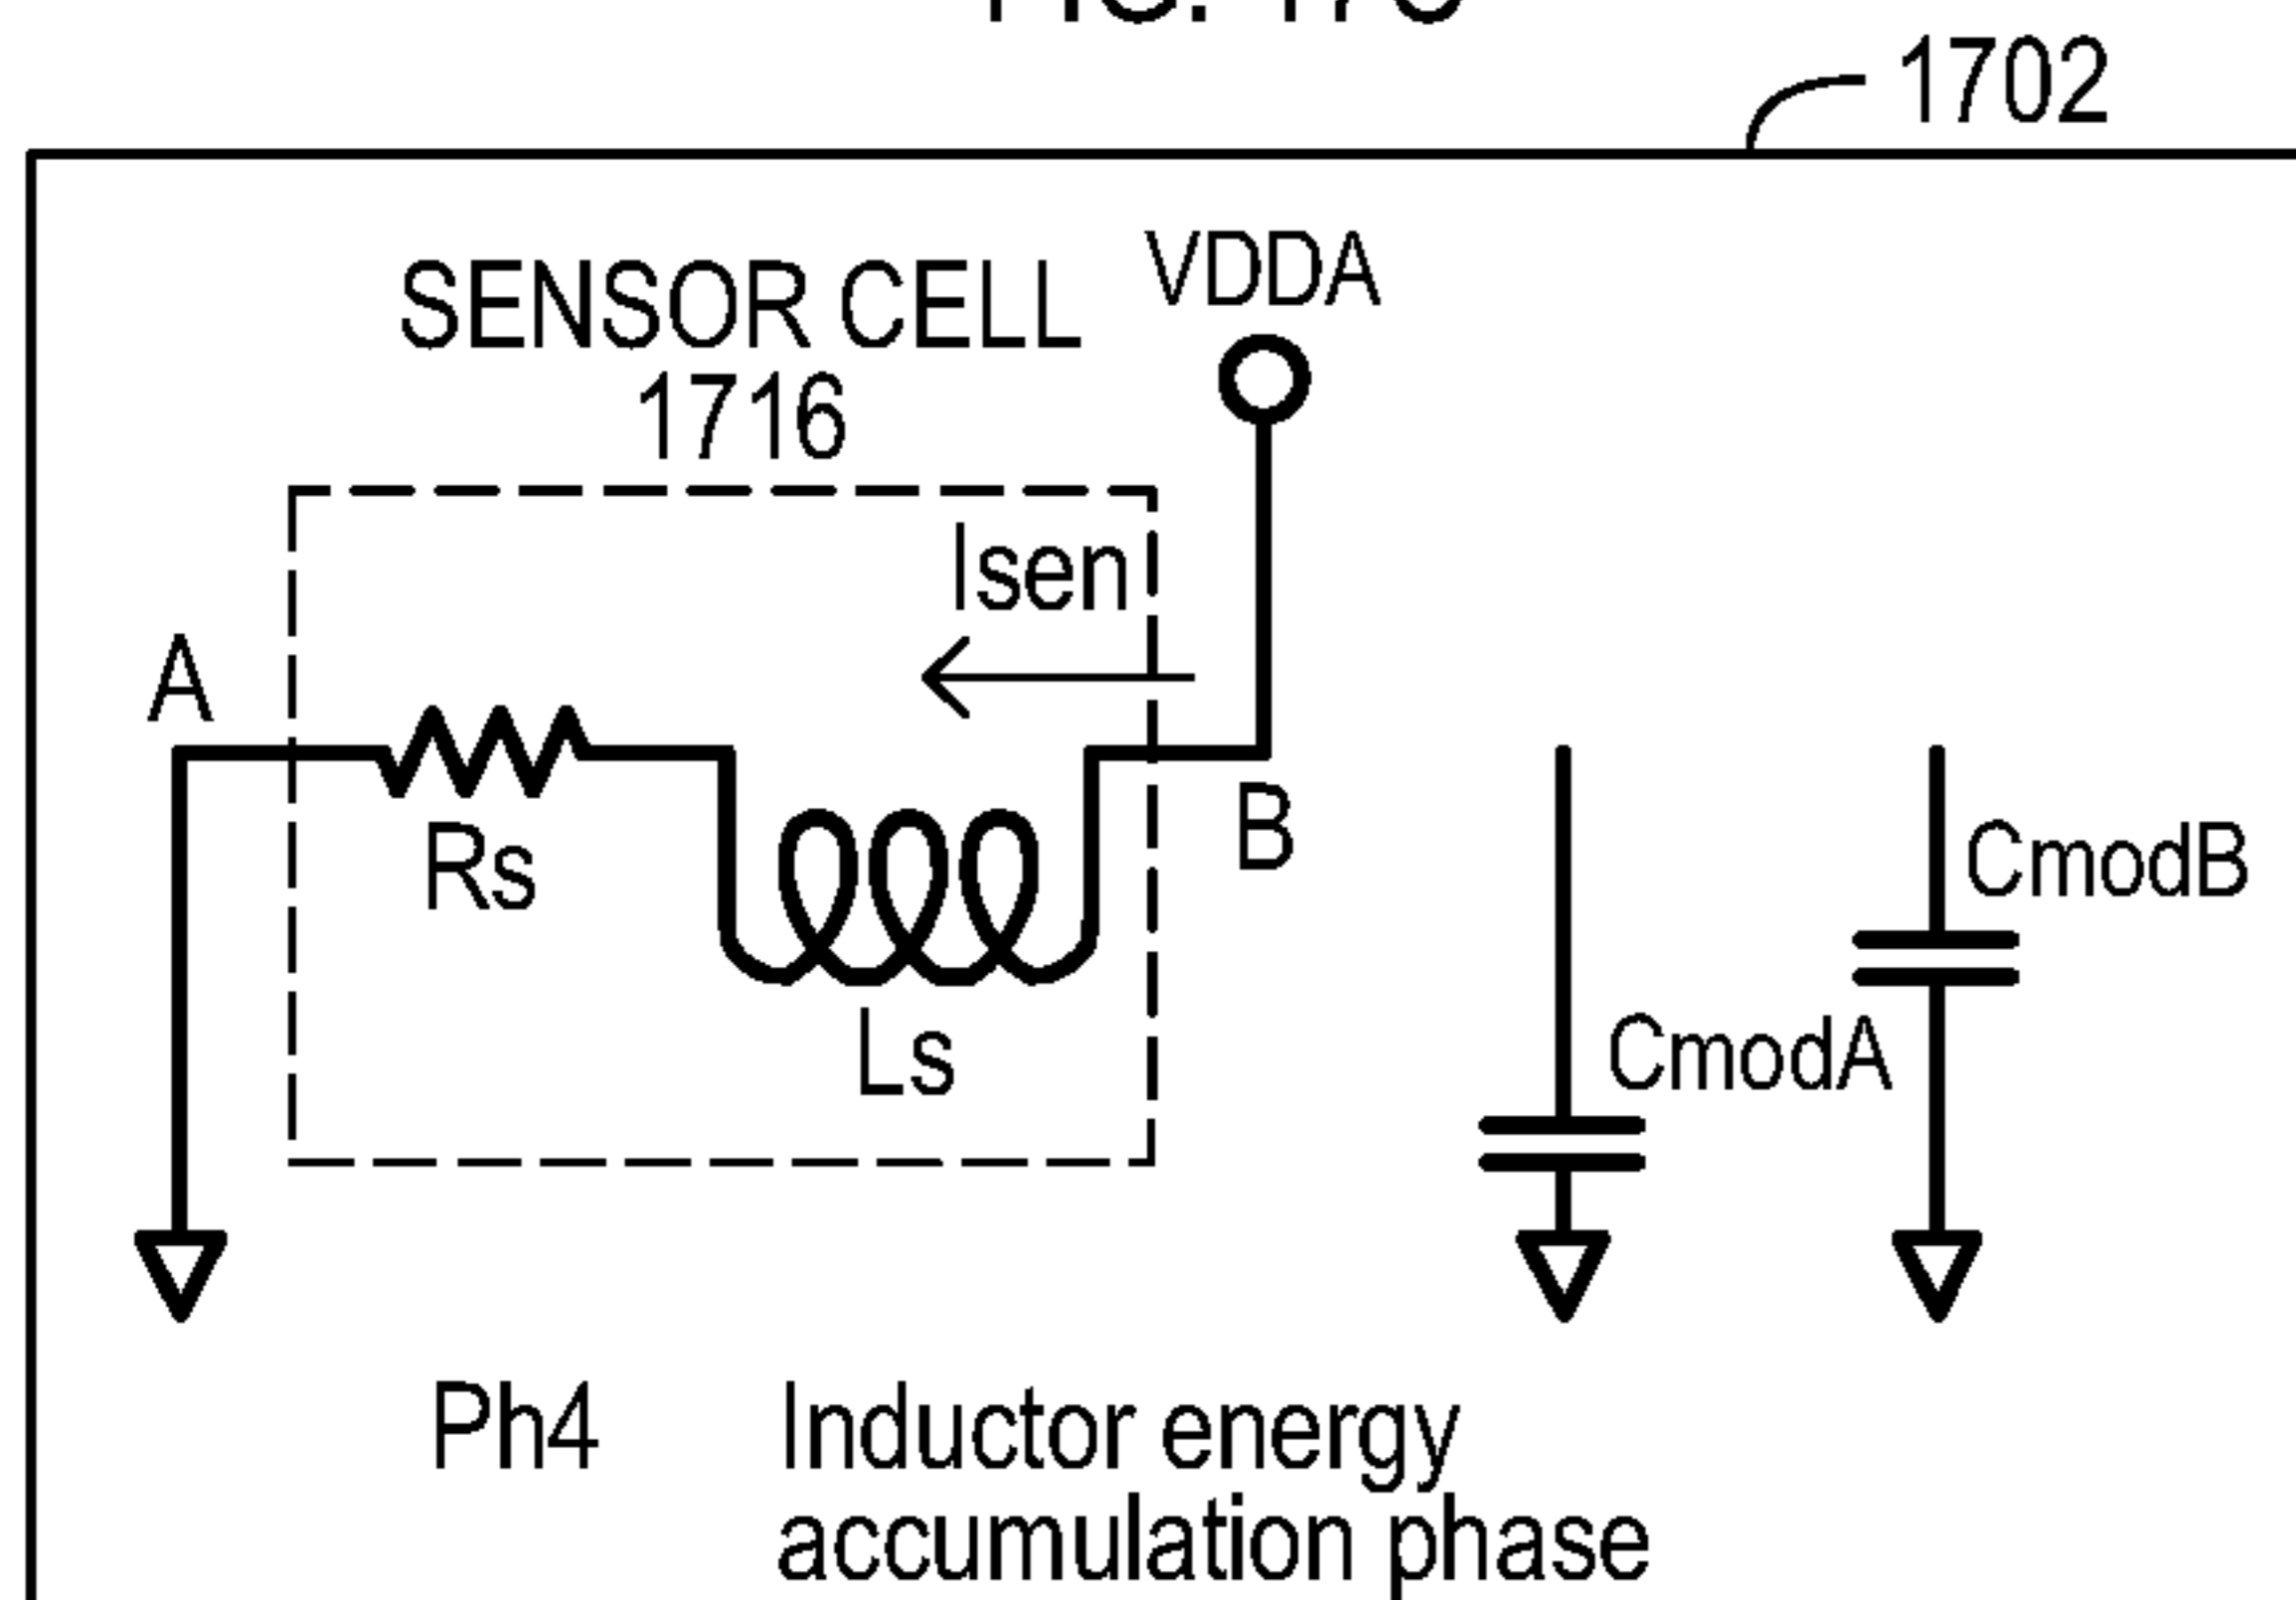 1702
SENSOR CELL
1716
VDDA
Isen
A
Rs
Ls
B
CmodA
CmodB
Ph4 Inductor energy
accumulation phase